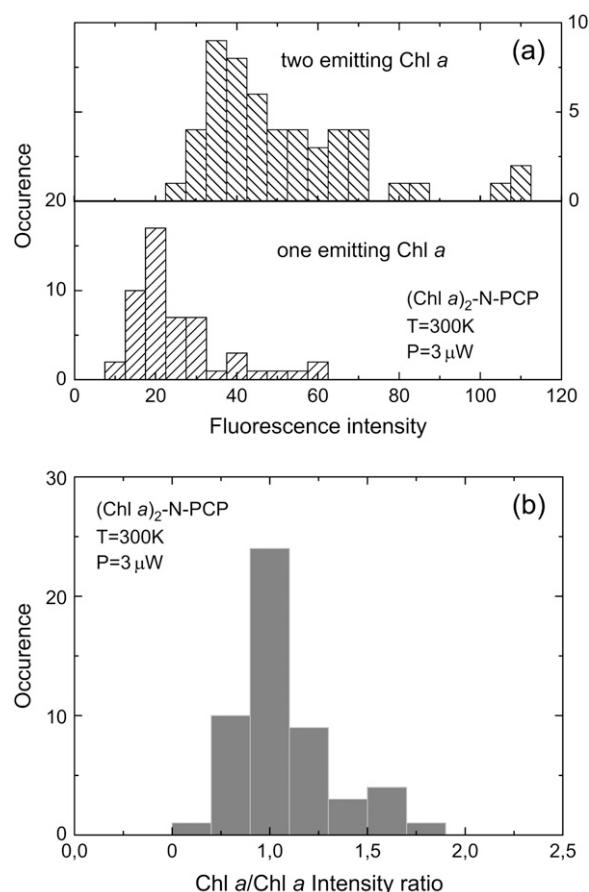 10
(a)
two emitting Chl a
5
0
20
one emitting Chl a
10
(Chl a)₂-N-PCP
T=300K
P=3 μW
0
0 20 40 60 80 100 120
Occurence
Fluorescence intensity
30
(b)
(Chl a)₂-N-PCP
T=300K
P=3 μW
20
10
0
0,0 0 1,0 1,5 2,0 2,5
Occurence
Chl a/Chl a Intensity ratio